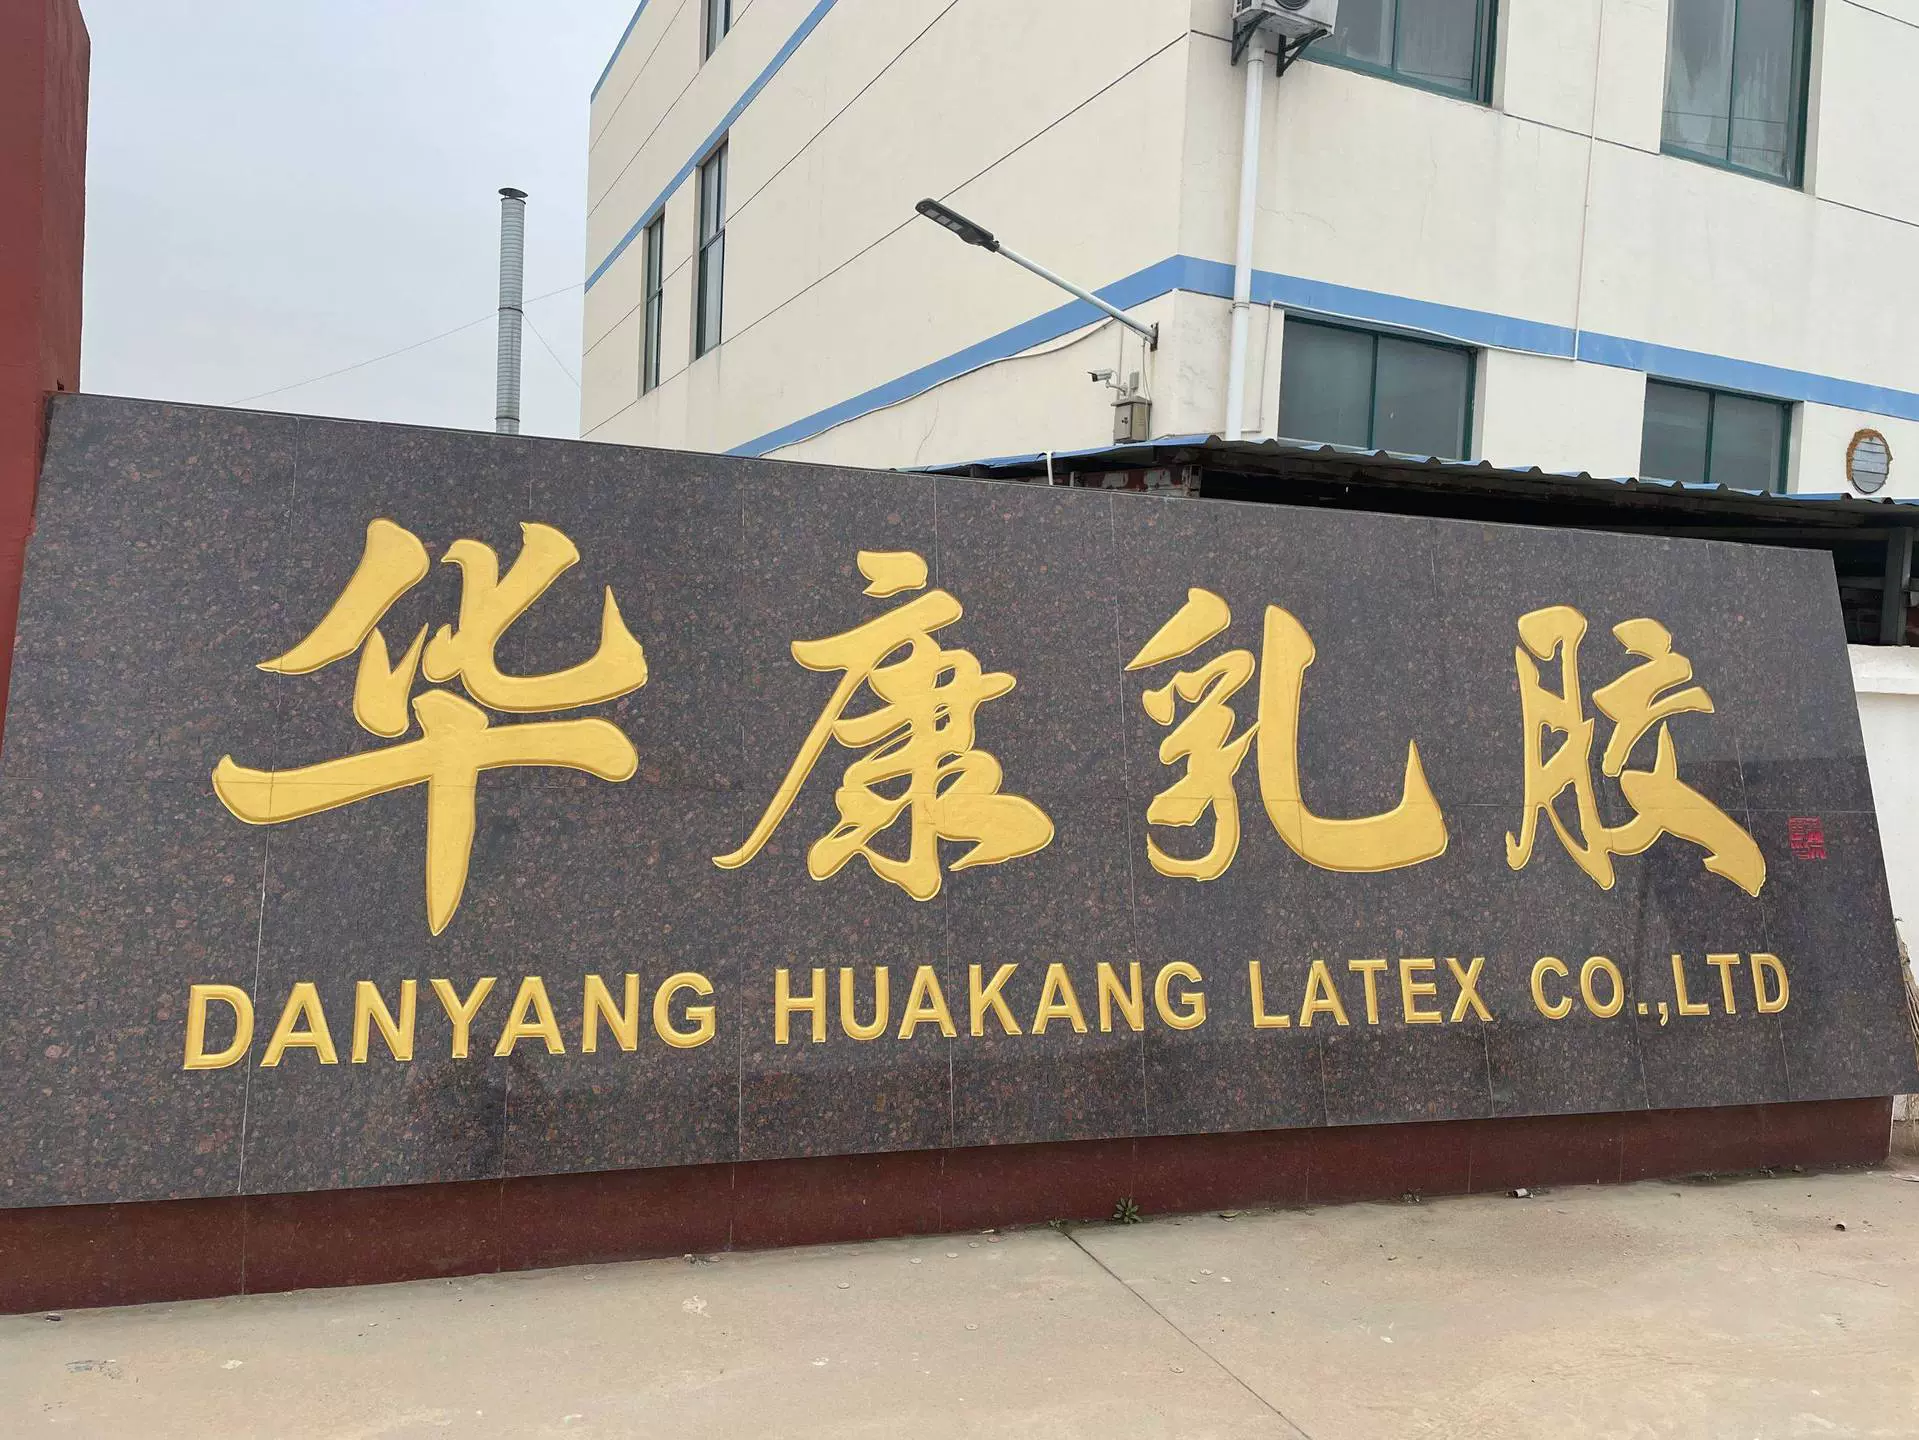 华康乳胶
DANYANG HUAKANG LATEX CO.,LTD